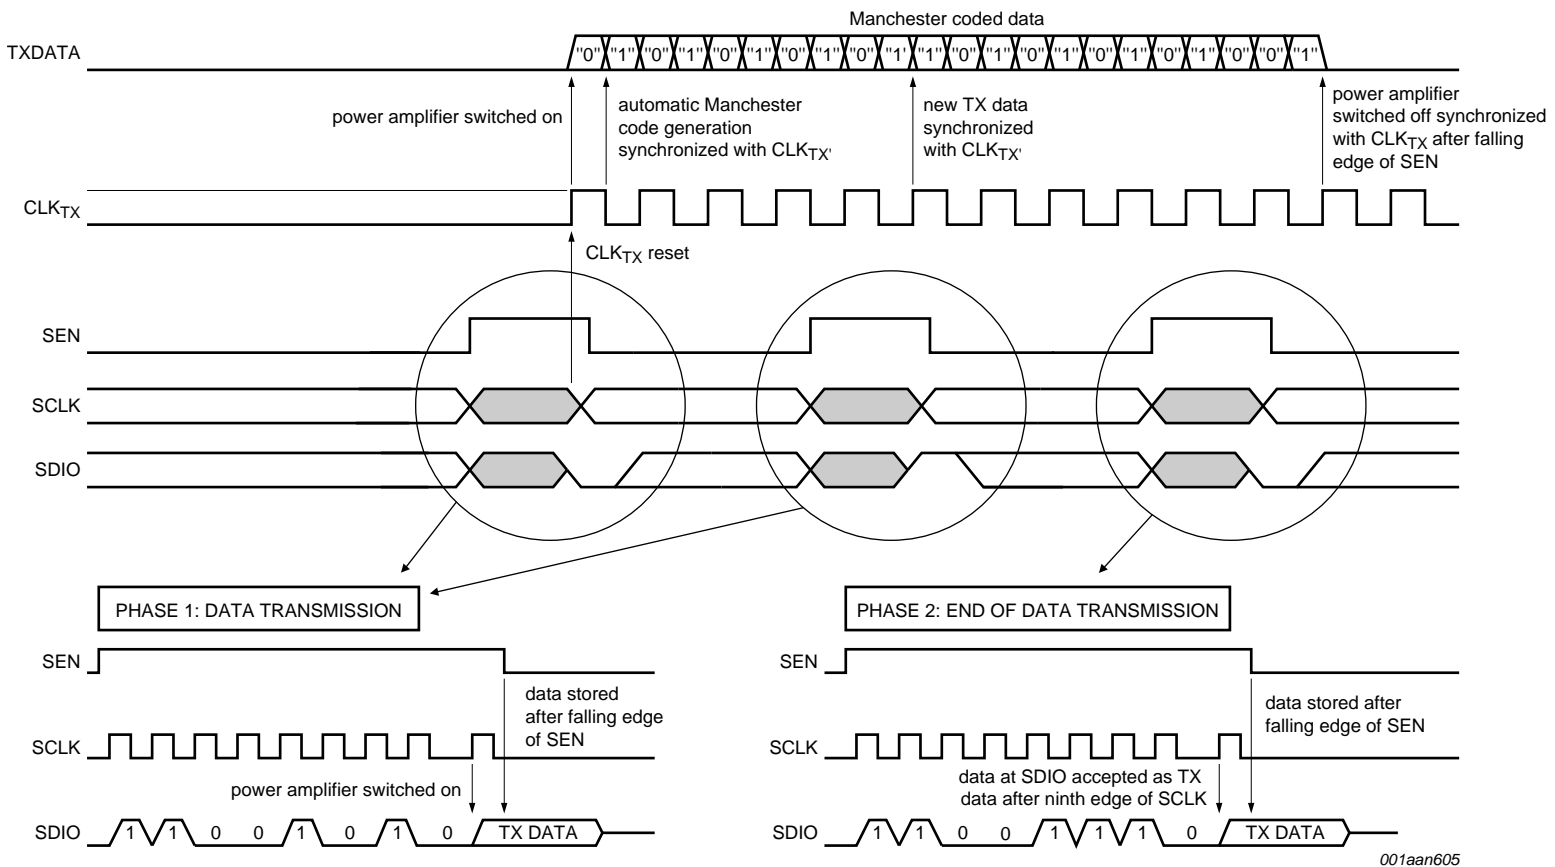 Manchester coded data
TXDATA
"0" "1" "0" "1" "0" "1" "0" "1" "0" "1" "1" "0" "1" "0" "1" "0" "1" "0" "1" "0" "0" "1"
power amplifier switched on
automatic Manchester
code generation
synchronized with CLKTX'
new TX data
synchronized
with CLKTX'
power amplifier
switched off synchronized
with CLKTX after falling
edge of SEN
CLKTX
CLKTX reset
SEN
SCLK
SDIO
PHASE 1: DATA TRANSMISSION
SEN
data stored
after falling edge
of SEN
SCLK
power amplifier switched on
SDIO
1 1 0 0 1 0 1 0 TX DATA
PHASE 2: END OF DATA TRANSMISSION
SEN
data stored after
falling edge of SEN
SCLK
data at SDIO accepted as TX
data after ninth edge of SCLK
SDIO
1 1 0 0 1 1 1 0 TX DATA
001aan605